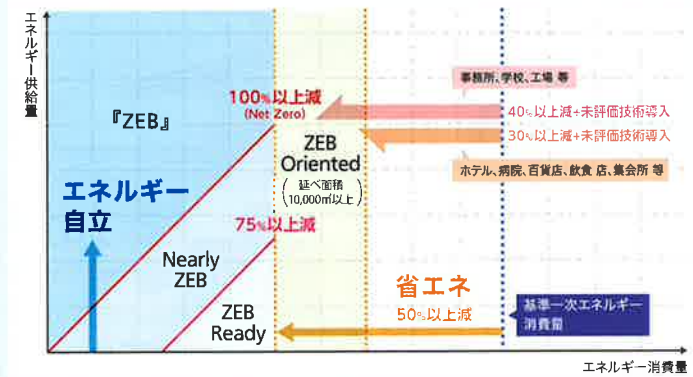 エネルギー供給量
『ZEB』
100%以上減
(Net Zero)
事務所、学校、工場 等
40%以上減+未評価技術導入
30%以上減+未評価技術導入
ホテル、病院、百貨店、飲食 店、集会所 等
ZEB
Oriented
(延べ面積
10,000㎡以上)
エネルギー
自立
75%以上減
Nearly
ZEB
ZEB
Ready
省エネ
50%以上減
基準一次エネルギー
消費量
エネルギー消費量